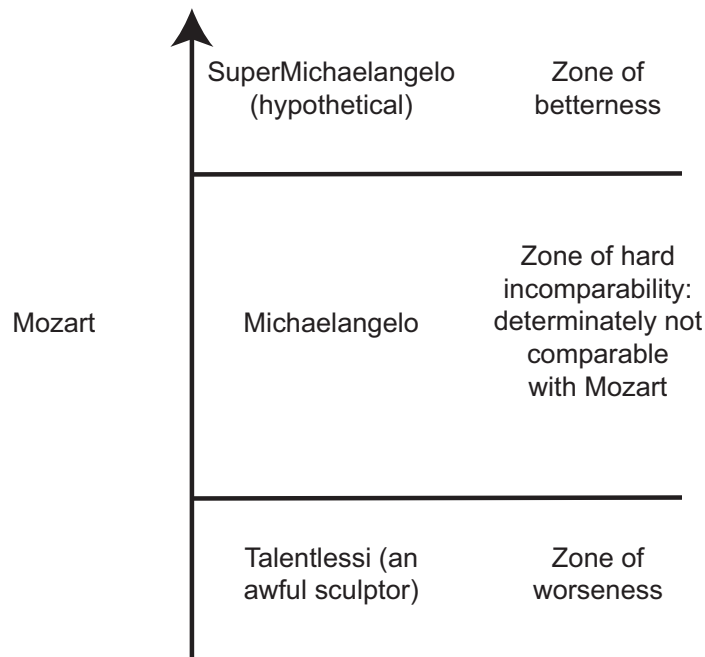 SuperMichaelangelo
(hypothetical)
Zone of
betterness
Mozart
Michaelangelo
Zone of hard
incomparability:
determinately not
comparable
with Mozart
Talentlessi (an
awful sculptor)
Zone of
worseness